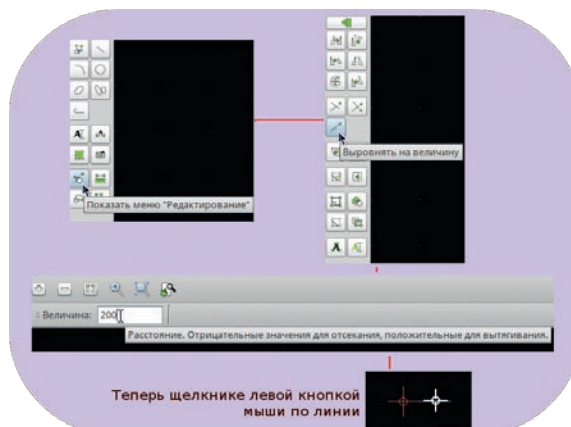 Выровнять на величину
Показать меню "Редактирование"
Величина: 200
Расстояние. Отрицательные значения для отсекания, положительные для вытягивания.
Теперь щелкнике левой кнопкой
мыши по линии